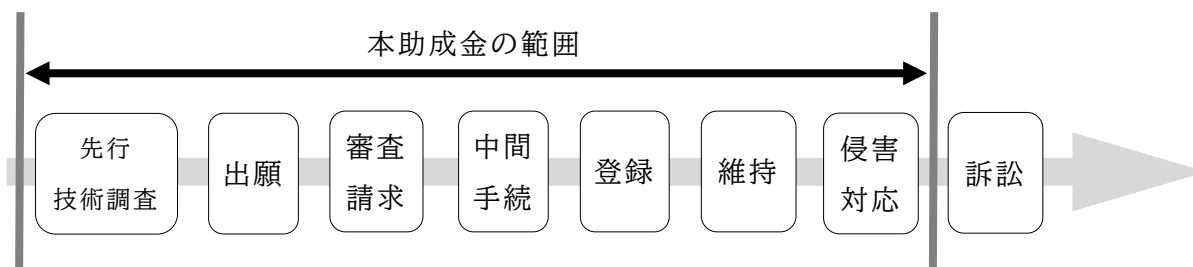 本助成金の範囲
先行
技術調査
出願
審査
請求
中間
手続
登録
維持
侵害
対応
訴訟